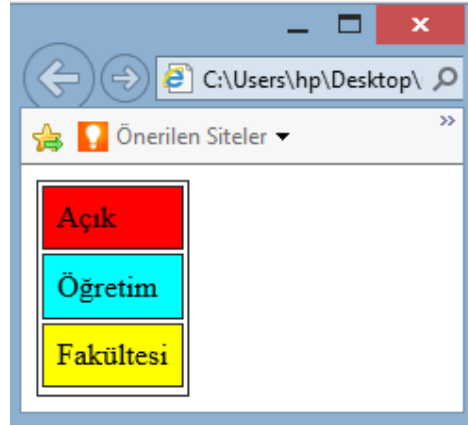 C:\Users\hp\Desktop\
Önerilen Siteler
Açık
Öğretim
Fakültesi